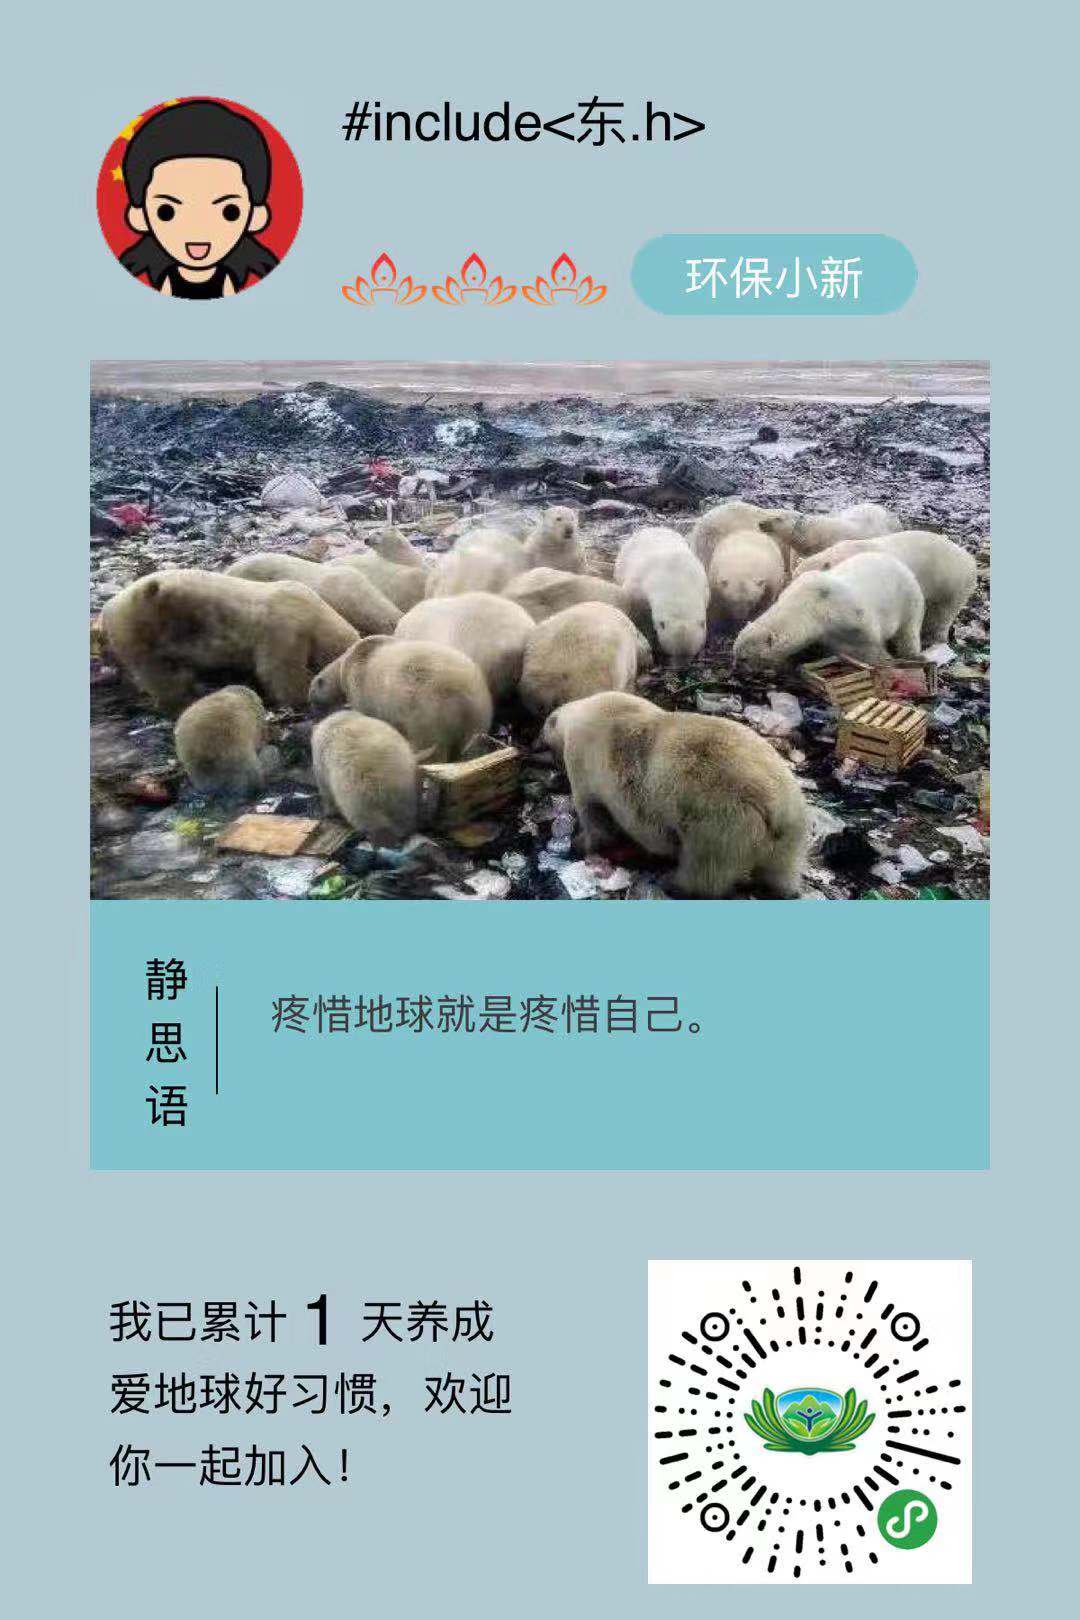 #include<东.h>
环保小新
静思语
疼惜地球就是疼惜自己。
我已累计 1 天养成
爱地球好习惯，欢迎
你一起加入！